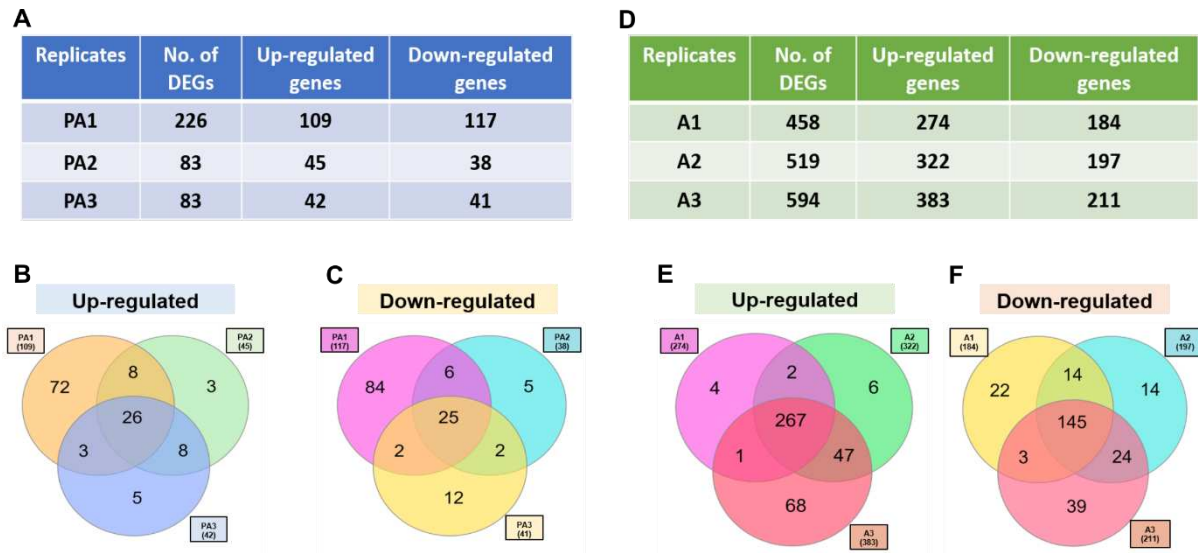 A
Replicates No. of DEGs Up-regulated genes Down-regulated genes
PA1 226 109 117
PA2 83 45 38
PA3 83 42 41
D
Replicates No. of DEGs Up-regulated genes Down-regulated genes
A1 458 274 184
A2 519 322 197
A3 594 383 211
B
Up-regulated
PA1
(109)
PA2
(45)
72
8
3
26
3
8
5
PA3
(42)
C
Down-regulated
PA1
(117)
PA2
(38)
84
6
5
25
2
2
12
PA3
(41)
E
Up-regulated
A1
(274)
A2
(322)
4
2
6
267
1
47
68
A3
(383)
F
Down-regulated
A1
(184)
A2
(197)
22
14
14
145
3
24
39
A3
(211)